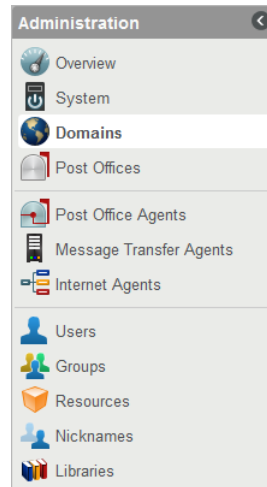 Administration
Overview
System
Domains
Post Offices
Post Office Agents
Message Transfer Agents
Internet Agents
Users
Groups
Resources
Nicknames
Libraries